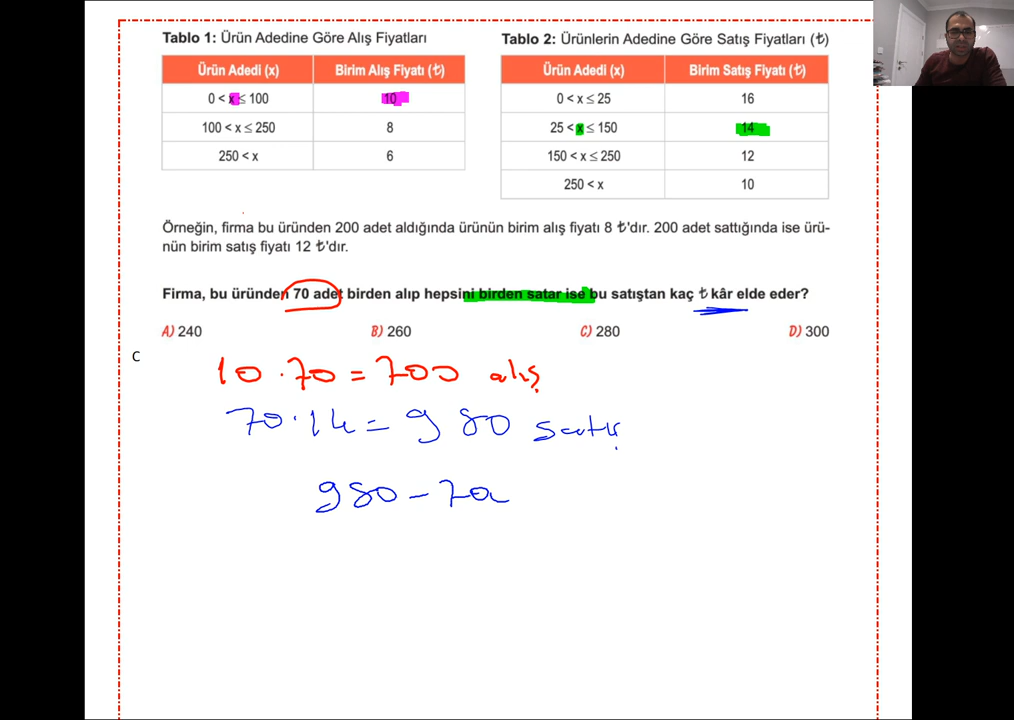 Tablo 1: Ürün Adedine Göre Alış Fiyatları
Ürün Adedi (x) Birim Alış Fiyatı (₺)
0 < x ≤ 100 10
100 < x ≤ 250 8
250 < x 6
Tablo 2: Ürünlerin Adedine Göre Satış Fiyatları (₺)
Ürün Adedi (x) Birim Satış Fiyatı (₺)
0 < x ≤ 25 16
25 < x ≤ 150 14
150 < x ≤ 250 12
250 < x 10
Örneğin, firma bu üründen 200 adet aldığında ürünün birim alış fiyatı 8 ₺'dır. 200 adet sattığında ise ürü-
nün birim satış fiyatı 12 ₺'dır.
Firma, bu üründen 70 adet birden alıp hepsini birden satar ise bu satıştan kaç ₺ kâr elde eder?
A) 240 B) 260 C) 280 D) 300
C
10 . 70 = 700 alış
70 . 14 = 980 satış
980 - 70